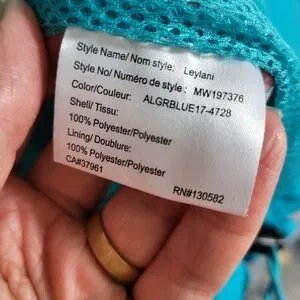 Style Name/ Nom style: Leylani
Style No/ Numéro de style : MW197376
Color/Couleur: ALGRBLUE17-4728
Shell/ Tissu:
100% Polyester/Polyester
Lining/ Doublure:
100% Polyester/Polyester
CA#37961 RN#130582